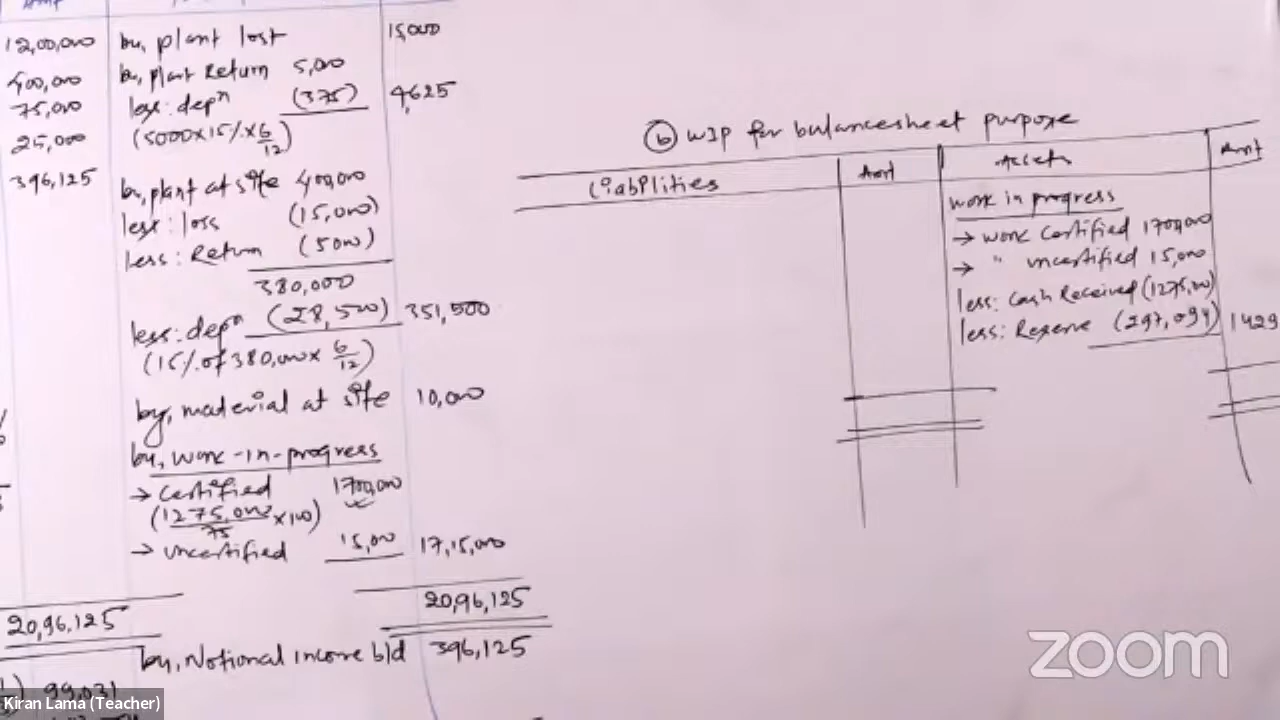 Amt
12,00,000 by, plant lost 15,000
400,000 by, plant Return 5,000
75,000 less: depn (375) 4,625
25,000 (5000x15%x6/12)
396,125 by, plant at site 400,000
less: loss (15,000)
less: Return (5000)
380,000
less: depn (28,500) 351,500
(15% of 380,000 x 6/12)
by, material at site 10,000
by, work-in-progress
→ Certified 1700,000
(1275,000/75 x100)
→ uncertified 15,000 17,15,000
20,96,125 20,96,125
by, Notional income b/d 396,125
99,031
(b) WIP for balancesheet purpose
Liabilities Amt Assets Amt
work in progress
→ work Certified 1700,000
→ " uncertified 15,000
less: Cash Received (1275,000)
less: Reserve (297,094) 1429
zoom
Kiran Lama (Teacher)